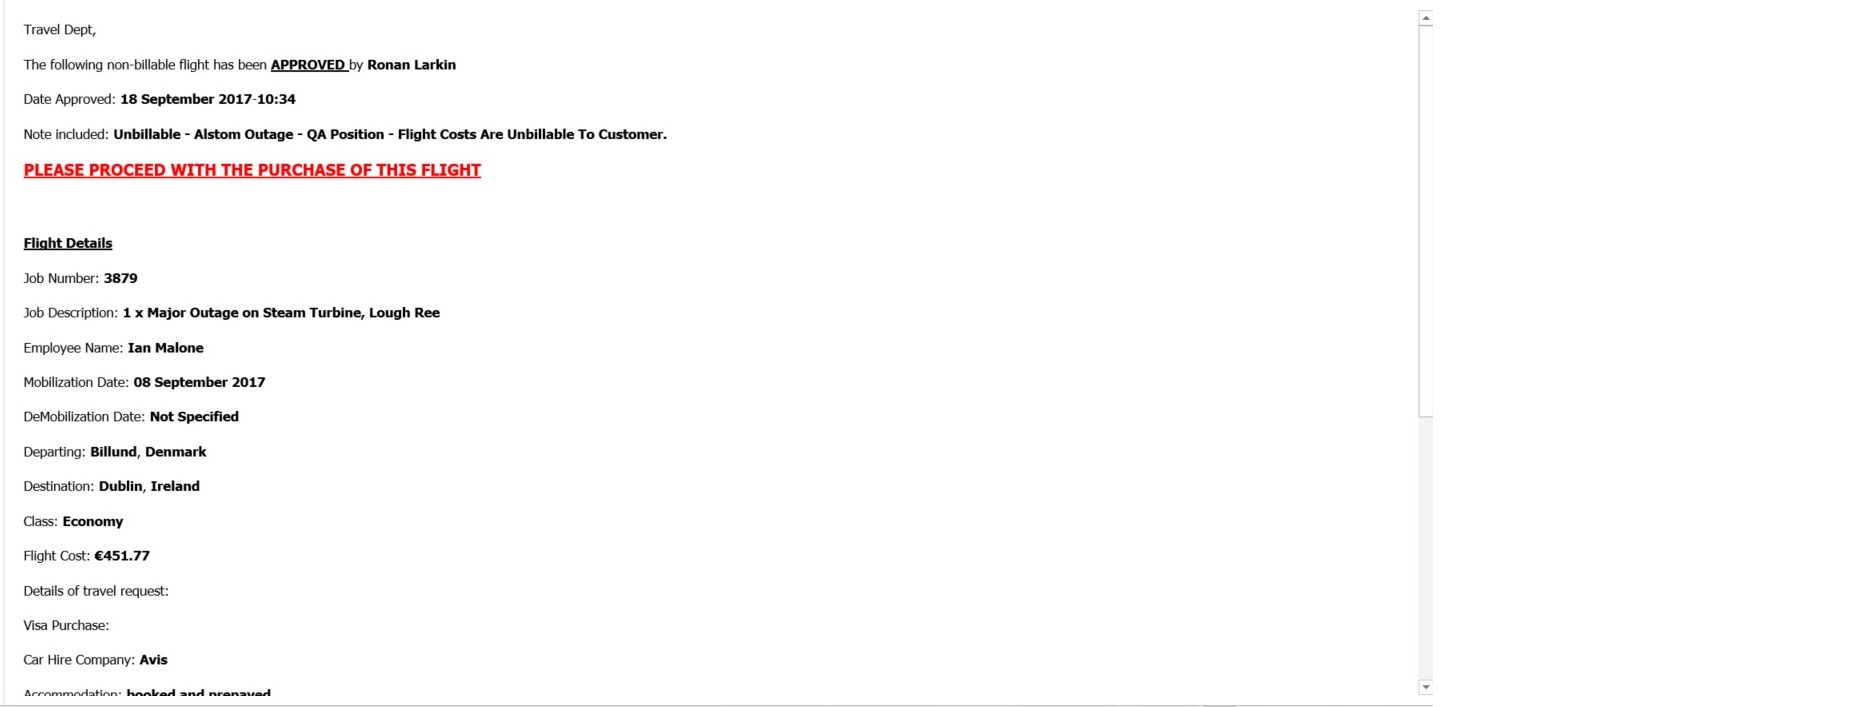 Travel Dept,
The following non-billable flight has been APPROVED by Ronan Larkin
Date Approved: 18 September 2017-10:34
Note included: Unbillable - Alstom Outage - QA Position - Flight Costs Are Unbillable To Customer.
PLEASE PROCEED WITH THE PURCHASE OF THIS FLIGHT
Flight Details
Job Number: 3879
Job Description: 1 x Major Outage on Steam Turbine, Lough Ree
Employee Name: Ian Malone
Mobilization Date: 08 September 2017
DeMobilization Date: Not Specified
Departing: Billund, Denmark
Destination: Dublin, Ireland
Class: Economy
Flight Cost: €451.77
Details of travel request:
Visa Purchase:
Car Hire Company: Avis
Accommodation: booked and prepayed